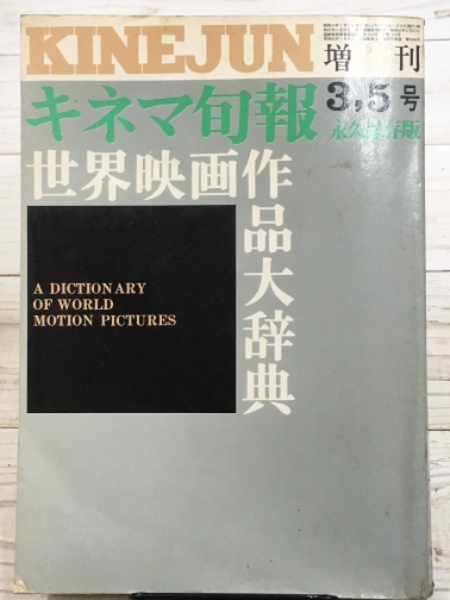 KINEJUN
増刊
キネマ旬報
3,5号
永久保存版
世界映画作品大辞典
A DICTIONARY
OF WORLD
MOTION PICTURES